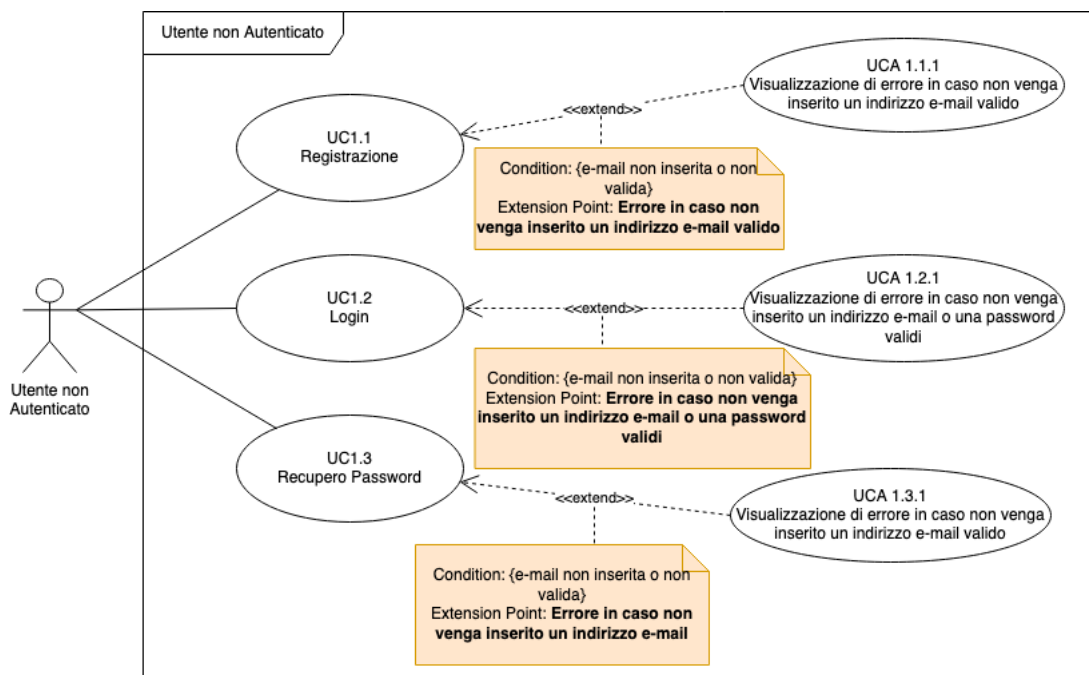 Utente non Autenticato
UCA 1.1.1
Visualizzazione di errore in caso non venga
inserito un indirizzo e-mail valido
<<extend>>
UC1.1
Registrazione
Condition: {e-mail non inserita o non
valida}
Extension Point: Errore in caso non
venga inserito un indirizzo e-mail valido
UCA 1.2.1
Visualizzazione di errore in caso non venga
inserito un indirizzo e-mail o una password
validi
<<extend>>
UC1.2
Login
Utente non
Autenticato
Condition: {e-mail non inserita o non valida}
Extension Point: Errore in caso non venga
inserito un indirizzo e-mail o una password
validi
UC1.3
Recupero Password
<<extend>>
UCA 1.3.1
Visualizzazione di errore in caso non venga
inserito un indirizzo e-mail valido
Condition: {e-mail non inserita o non
valida}
Extension Point: Errore in caso non
venga inserito un indirizzo e-mail